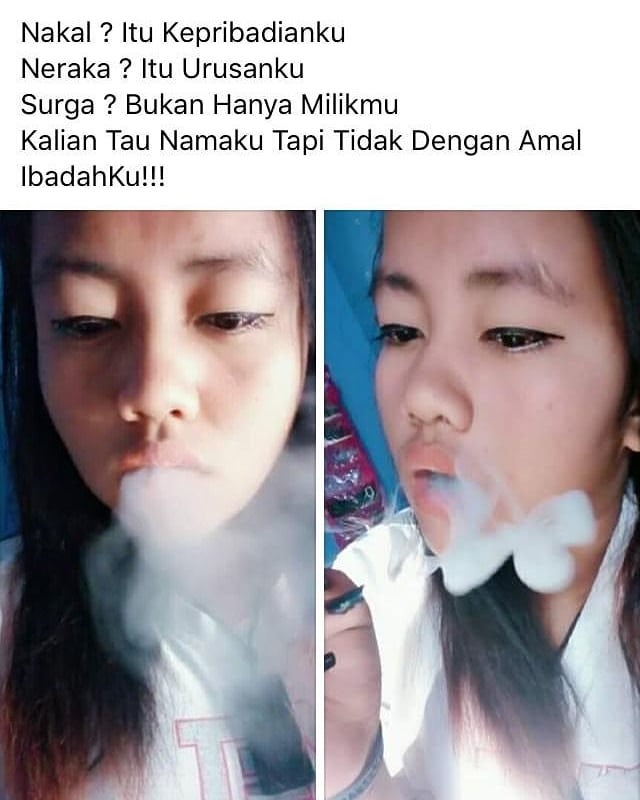 Nakal ? Itu Kepribadianku
Neraka ? Itu Urusanku
Surga ? Bukan Hanya Milikmu
Kalian Tau Namaku Tapi Tidak Dengan Amal
IbadahKu!!!